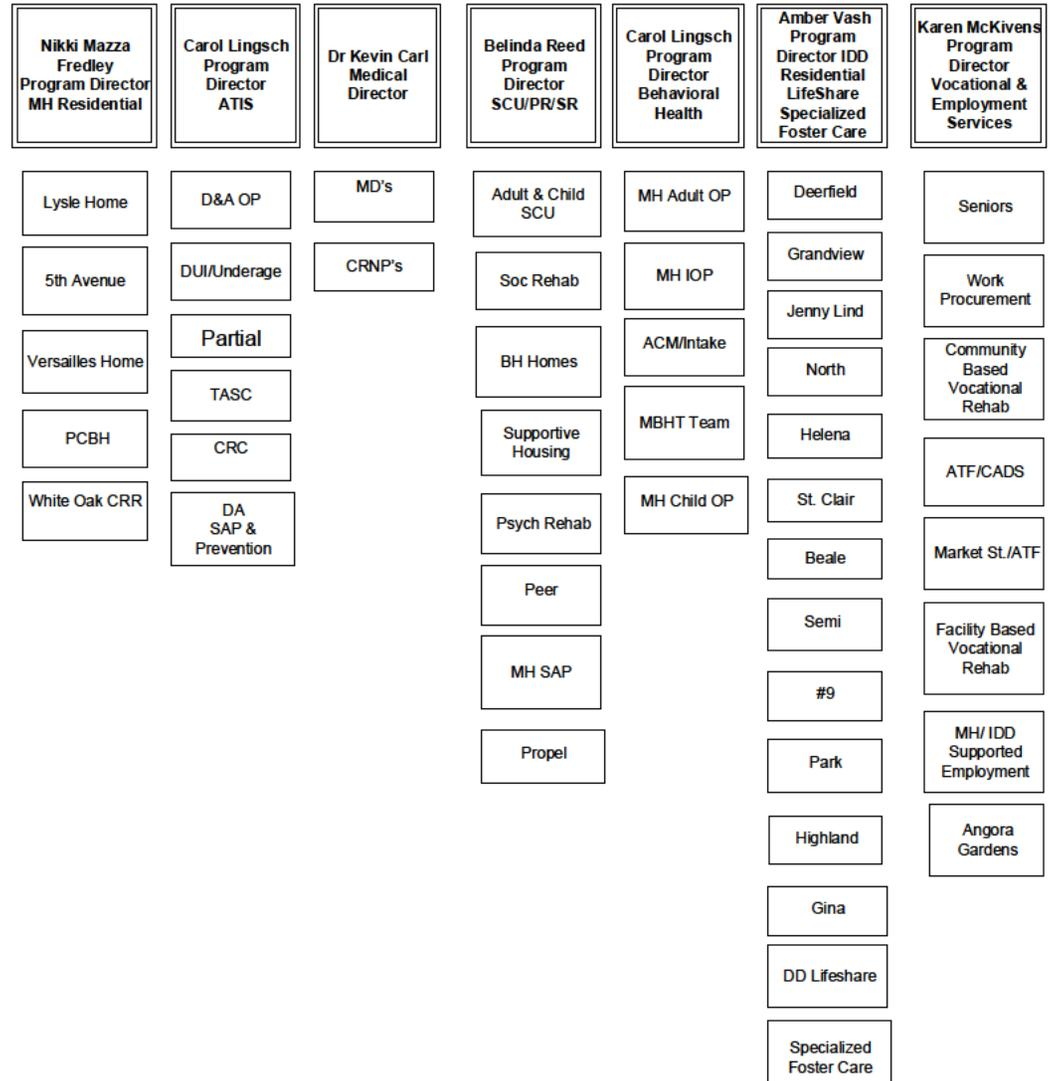 Nikki Mazza
Fredley
Program Director
MH Residential
Lysle Home
5th Avenue
Versailles Home
PCBH
White Oak CRR
Carol Lingsch
Program
Director
ATIS
D&A OP
DUI/Underage
Partial
TASC
CRC
DA
SAP &
Prevention
Dr Kevin Carl
Medical
Director
MD's
CRNP's
Belinda Reed
Program
Director
SCU/PR/SR
Adult & Child
SCU
Soc Rehab
BH Homes
Supportive
Housing
Psych Rehab
Peer
MH SAP
Propel
Carol Lingsch
Program
Director
Behavioral
Health
MH Adult OP
MH IOP
ACM/Intake
MBHT Team
MH Child OP
Amber Vash
Program
Director IDD
Residential
LifeShare
Specialized
Foster Care
Deerfield
Grandview
Jenny Lind
North
Helena
St. Clair
Beale
Semi
#9
Park
Highland
Gina
DD Lifeshare
Specialized
Foster Care
Karen McKivens
Program
Director
Vocational &
Employment
Services
Seniors
Work
Procurement
Community
Based
Vocational
Rehab
ATF/CADS
Market St./ATF
Facility Based
Vocational
Rehab
MH/ IDD
Supported
Employment
Angora
Gardens